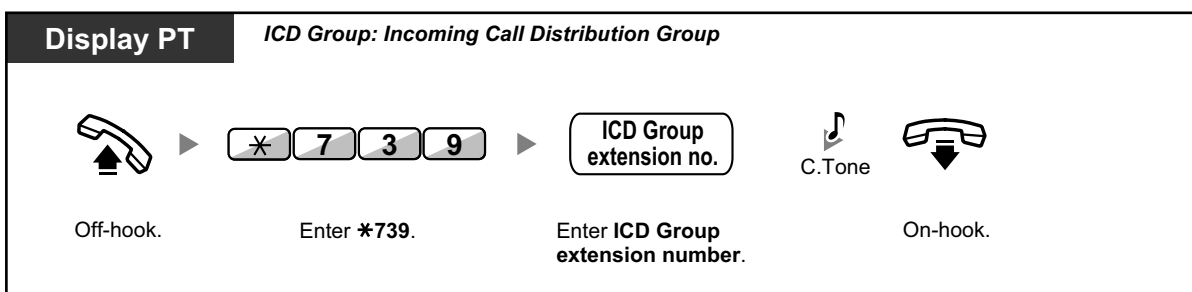 Display PT
ICD Group: Incoming Call Distribution Group
* 7 3 9
ICD Group
extension no.
C.Tone
Off-hook.
Enter *739.
Enter ICD Group
extension number.
On-hook.